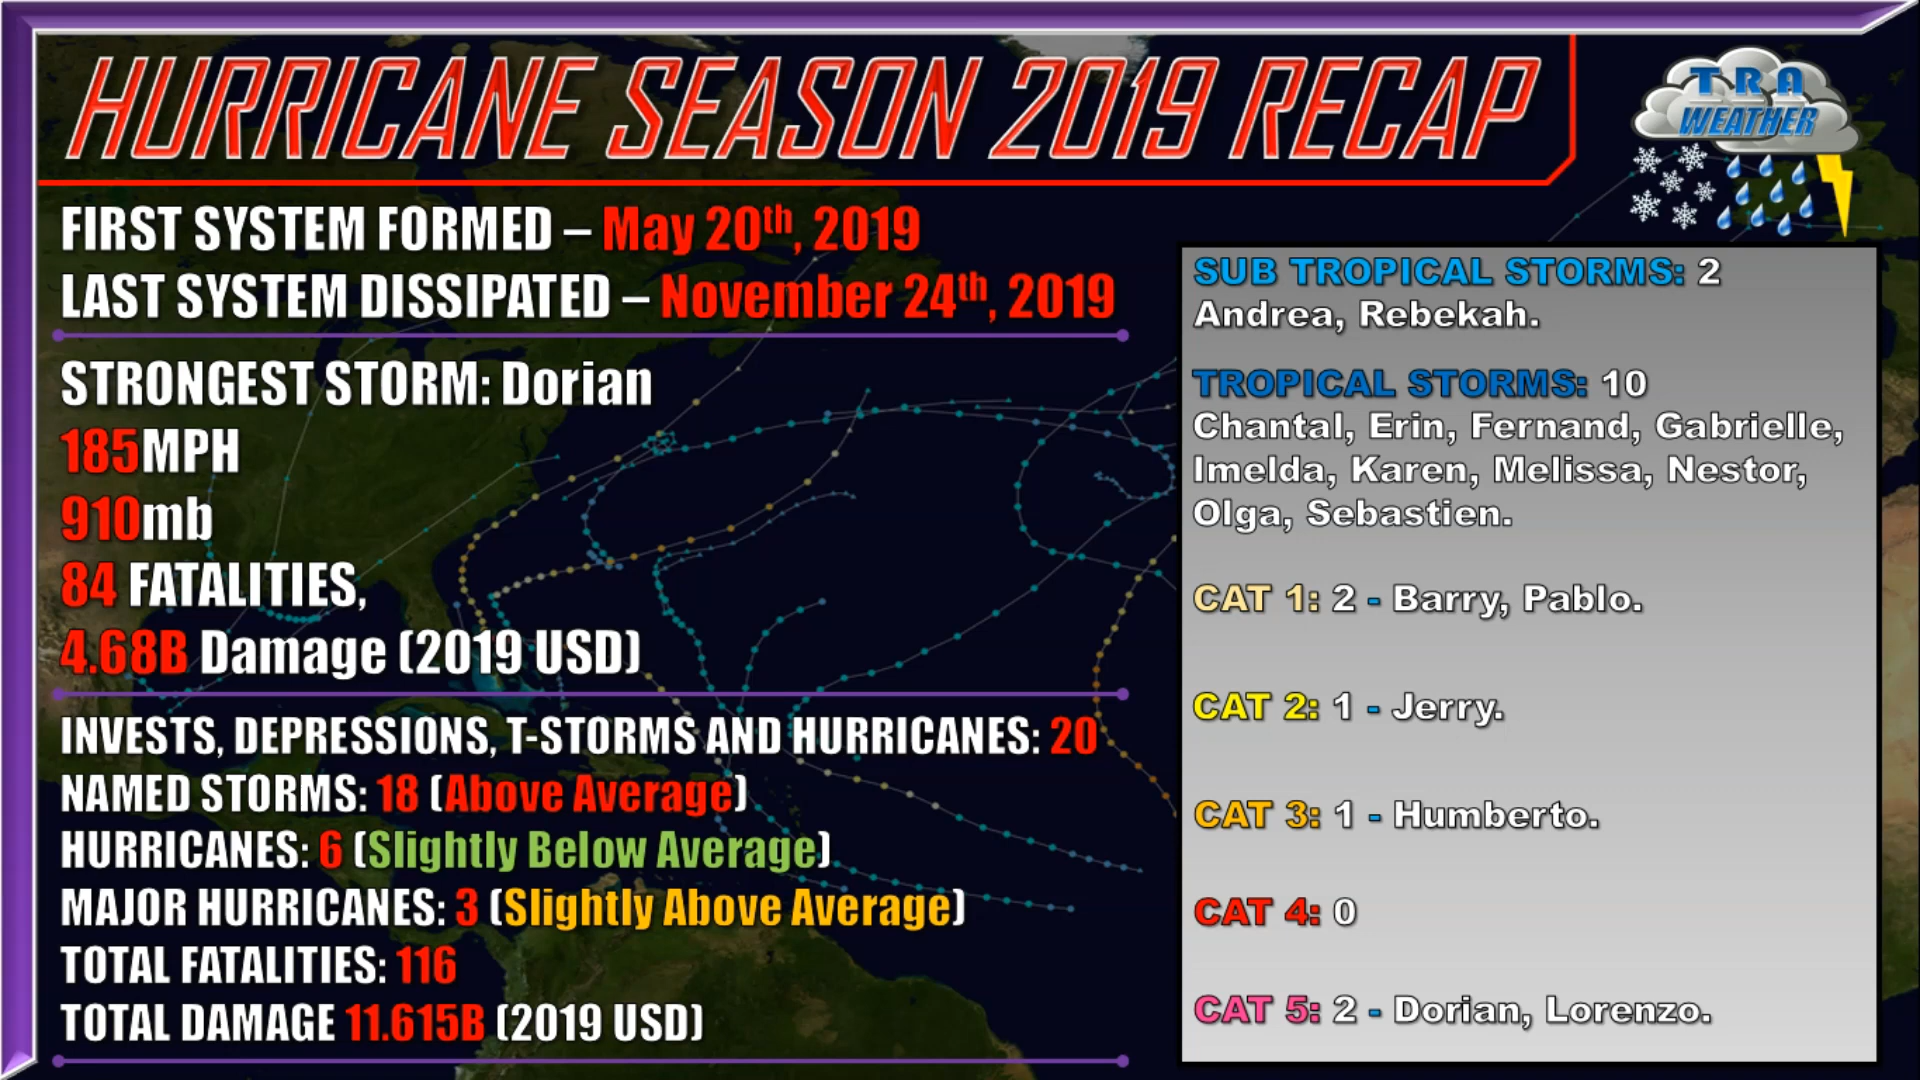 HURRICANE SEASON 2019 RECAP
TRA
WEATHER
FIRST SYSTEM FORMED – May 20th, 2019
LAST SYSTEM DISSIPATED – November 24th, 2019
STRONGEST STORM: Dorian
185MPH
910mb
84 FATALITIES,
4.68B Damage (2019 USD)
INVESTS, DEPRESSIONS, T-STORMS AND HURRICANES: 20
NAMED STORMS: 18 (Above Average)
HURRICANES: 6 (Slightly Below Average)
MAJOR HURRICANES: 3 (Slightly Above Average)
TOTAL FATALITIES: 116
TOTAL DAMAGE 11.615B (2019 USD)
SUB TROPICAL STORMS: 2
Andrea, Rebekah.
TROPICAL STORMS: 10
Chantal, Erin, Fernand, Gabrielle,
Imelda, Karen, Melissa, Nestor,
Olga, Sebastien.
CAT 1: 2 - Barry, Pablo.
CAT 2: 1 - Jerry.
CAT 3: 1 - Humberto.
CAT 4: 0
CAT 5: 2 - Dorian, Lorenzo.